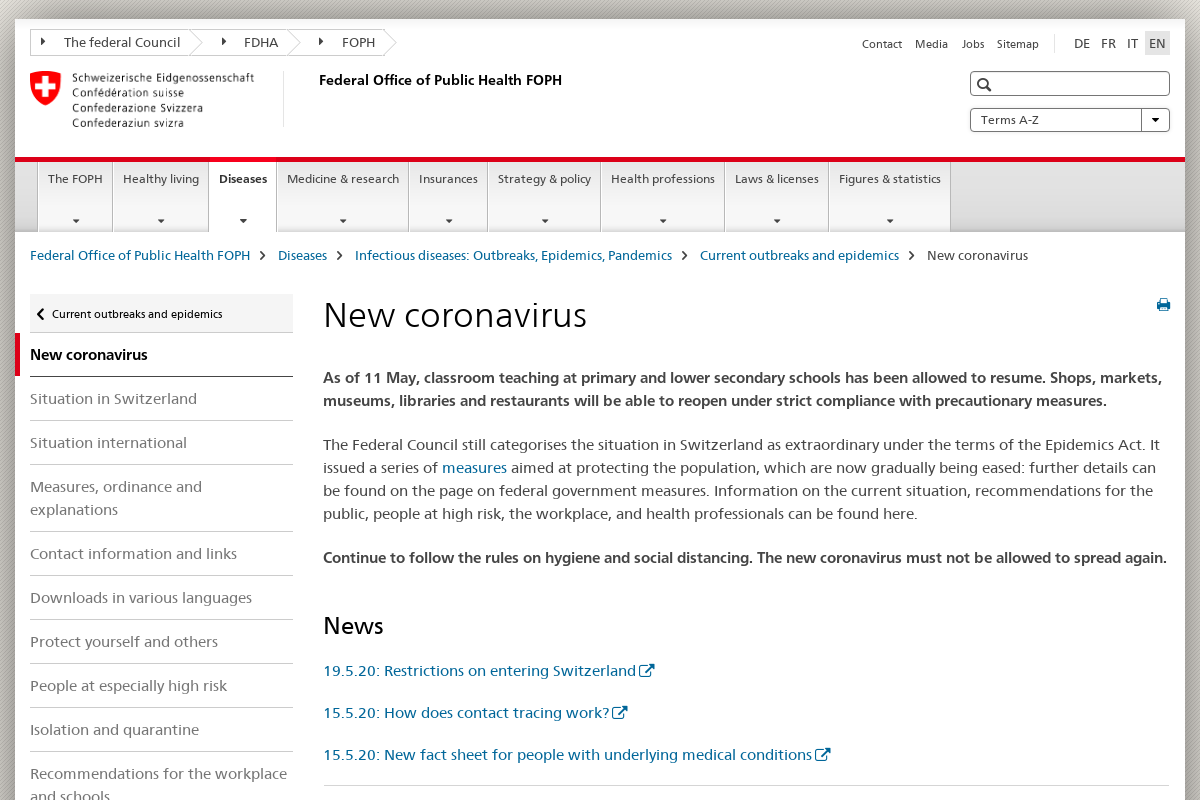 The federal Council
FDHA
FOPH
Contact
Media
Jobs
Sitemap
DE
FR
IT
EN
Schweizerische Eidgenossenschaft
Confédération suisse
Confederazione Svizzera
Confederaziun svizra
Federal Office of Public Health FOPH
Terms A-Z
The FOPH
Healthy living
Diseases
Medicine & research
Insurances
Strategy & policy
Health professions
Laws & licenses
Figures & statistics
Federal Office of Public Health FOPH
Diseases
Infectious diseases: Outbreaks, Epidemics, Pandemics
Current outbreaks and epidemics
New coronavirus
Current outbreaks and epidemics
New coronavirus
Situation in Switzerland
Situation international
Measures, ordinance and
explanations
Contact information and links
Downloads in various languages
Protect yourself and others
People at especially high risk
Isolation and quarantine
Recommendations for the workplace
and schools
New coronavirus
As of 11 May, classroom teaching at primary and lower secondary schools has been allowed to resume. Shops, markets,
museums, libraries and restaurants will be able to reopen under strict compliance with precautionary measures.
The Federal Council still categorises the situation in Switzerland as extraordinary under the terms of the Epidemics Act. It
issued a series of measures aimed at protecting the population, which are now gradually being eased: further details can
be found on the page on federal government measures. Information on the current situation, recommendations for the
public, people at high risk, the workplace, and health professionals can be found here.
Continue to follow the rules on hygiene and social distancing. The new coronavirus must not be allowed to spread again.
News
19.5.20: Restrictions on entering Switzerland
15.5.20: How does contact tracing work?
15.5.20: New fact sheet for people with underlying medical conditions